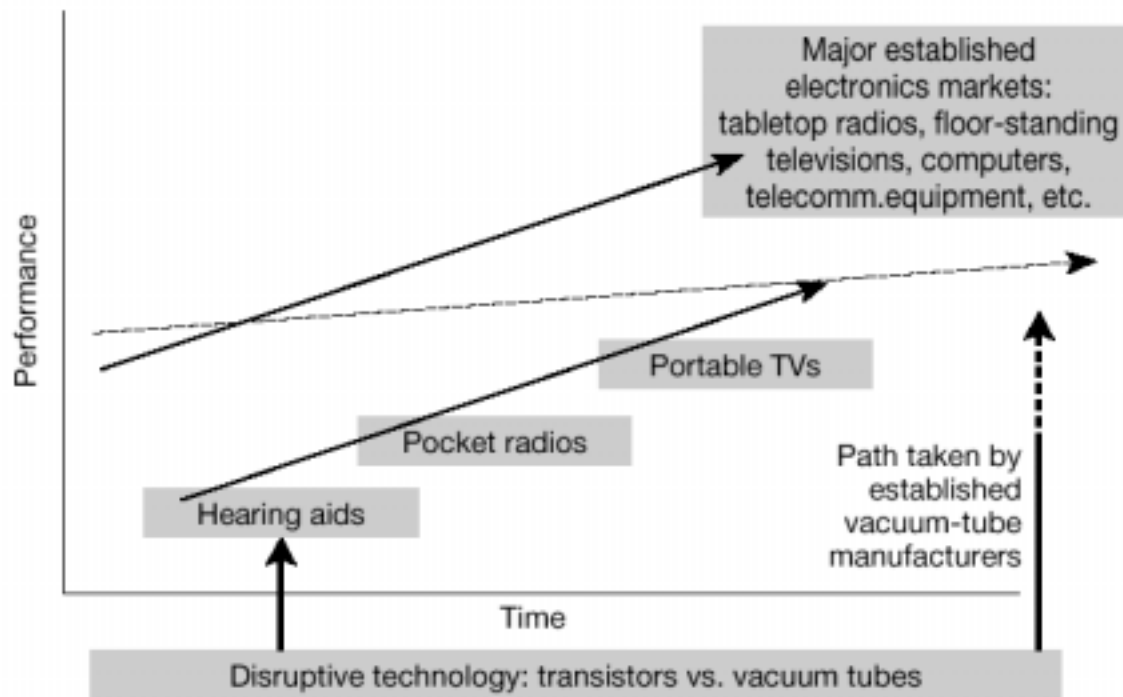 Major established
electronics markets:
tabletop radios, floor-standing
televisions, computers,
telecomm.equipment, etc.
Performance
Portable TVs
Pocket radios
Hearing aids
Path taken by
established
vacuum-tube
manufacturers
Time
Disruptive technology: transistors vs. vacuum tubes